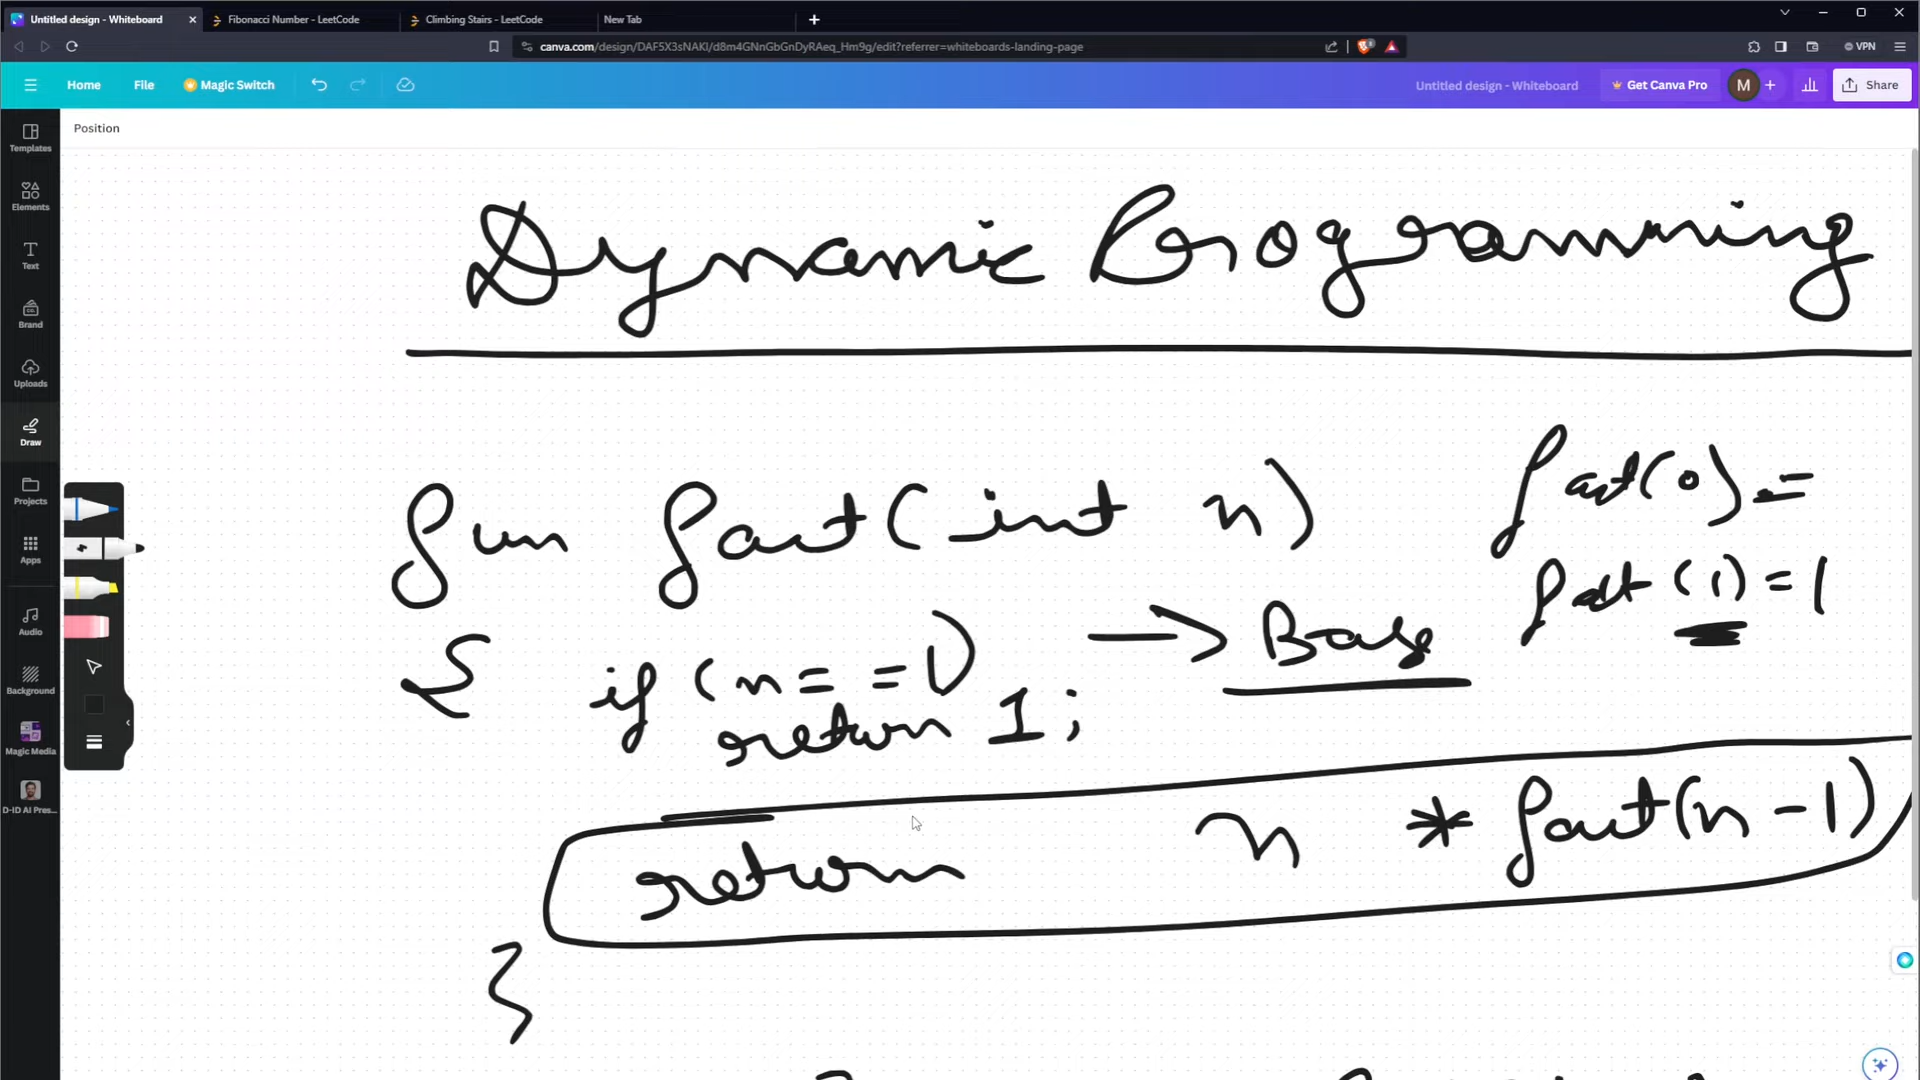 Untitled design - Whiteboard
Fibonacci Number - LeetCode
Climbing Stairs - LeetCode
New Tab
canva.com/design/DAF5X3sNAKI/d8m4GNnGbGnDyRAeq_Hm9g/edit?referrer=whiteboards-landing-page
VPN
Home
File
Magic Switch
Untitled design - Whiteboard
Get Canva Pro
M
Share
Position
Templates
Elements
Text
Brand
Uploads
Draw
Projects
Apps
Audio
Background
Magic Media
D-ID AI Pres...
Dynamic Programming
fun fact(int n)
fact(0) =
fact (1) = 1
{ if (n = = 1) → Base
return 1;
return n * fact(n - 1)
}